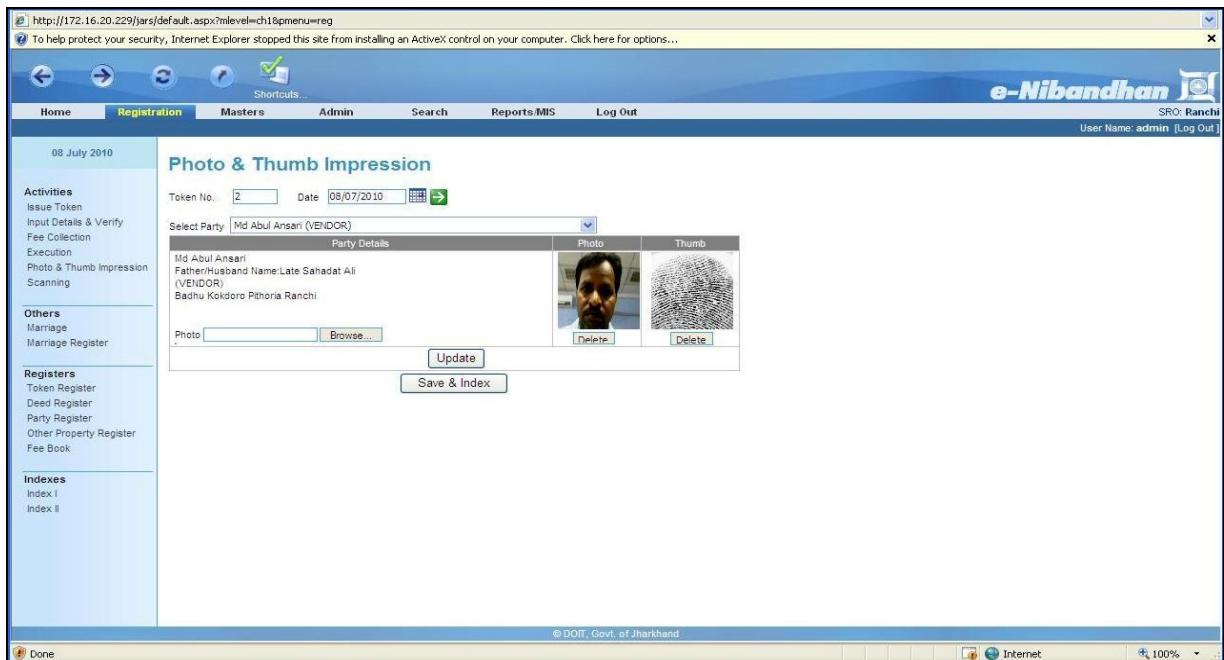 http://172.16.20.229/jars/default.aspx?mlevel=ch1&pmenu=reg
To help protect your security, Internet Explorer stopped this site from installing an ActiveX control on your computer. Click here for options...
Shortcuts...
e-Nibandhan
Home Registration Masters Admin Search Reports/MIS Log Out SRO: Ranchi
User Name: admin [Log Out]
08 July 2010
Photo & Thumb Impression
Token No. 2 Date 08/07/2010
Select Party Md Abul Ansari (VENDOR)
Party Details Photo Thumb
Md Abul Ansari
Father/Husband Name:Late Sahadat Ali
(VENDOR)
Badhu Kokdoro Pithoria Ranchi
Photo Browse... Delete Delete
Update
Save & Index
Activities
Issue Token
Input Details & Verify
Fee Collection
Execution
Photo & Thumb Impression
Scanning
Others
Marriage
Marriage Register
Registers
Token Register
Deed Register
Party Register
Other Property Register
Fee Book
Indexes
Index I
Index II
© DOIT, Govt. of Jharkhand
Done Internet 100%